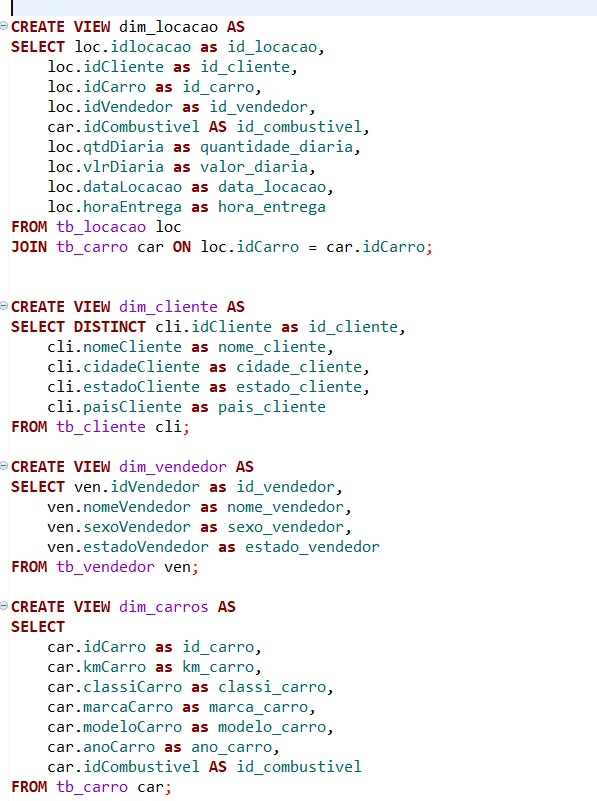 CREATE VIEW dim_locacao AS
SELECT loc.idlocacao as id_locacao,
loc.idCliente as id_cliente,
loc.idCarro as id_carro,
loc.idVendedor as id_vendedor,
car.idCombustivel AS id_combustivel,
loc.qtdDiaria as quantidade_diaria,
loc.vlrDiaria as valor_diaria,
loc.dataLocacao as data_locacao,
loc.horaEntrega as hora_entrega
FROM tb_locacao loc
JOIN tb_carro car ON loc.idCarro = car.idCarro;
CREATE VIEW dim_cliente AS
SELECT DISTINCT cli.idCliente as id_cliente,
cli.nomeCliente as nome_cliente,
cli.cidadeCliente as cidade_cliente,
cli.estadoCliente as estado_cliente,
cli.paisCliente as pais_cliente
FROM tb_cliente cli;
CREATE VIEW dim_vendedor AS
SELECT ven.idVendedor as id_vendedor,
ven.nomeVendedor as nome_vendedor,
ven.sexoVendedor as sexo_vendedor,
ven.estadoVendedor as estado_vendedor
FROM tb_vendedor ven;
CREATE VIEW dim_carros AS
SELECT
car.idCarro as id_carro,
car.kmCarro as km_carro,
car.classiCarro as classi_carro,
car.marcaCarro as marca_carro,
car.modeloCarro as modelo_carro,
car.anoCarro as ano_carro,
car.idCombustivel AS id_combustivel
FROM tb_carro car;